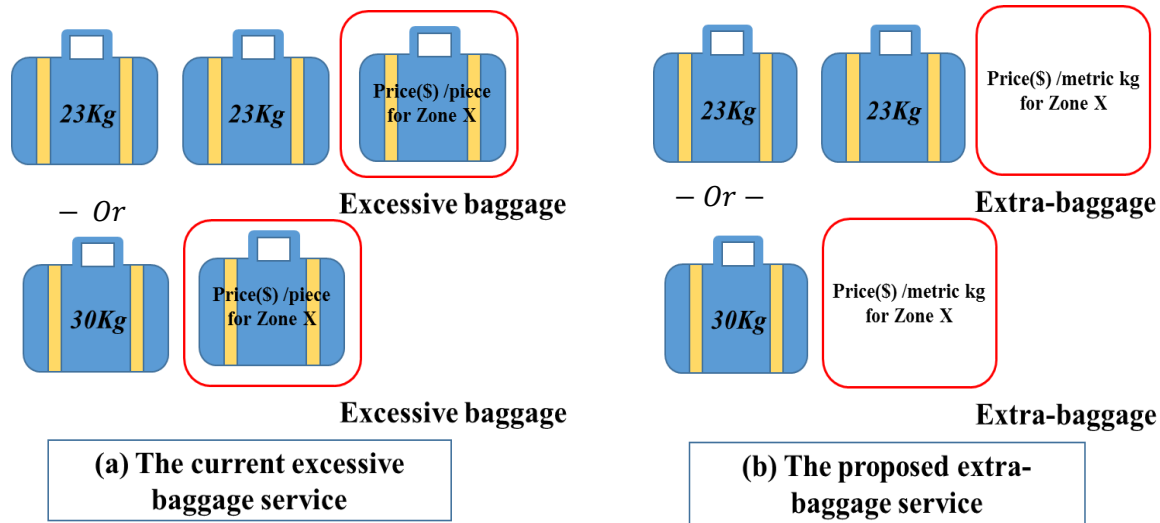 23Kg
23Kg
Price($) /piece
for Zone X
Excessive baggage
− Or
30Kg
Price($) /piece
for Zone X
Excessive baggage
(a) The current excessive
baggage service
23Kg
23Kg
Price($) /metric kg
for Zone X
Extra-baggage
− Or −
30Kg
Price($) /metric kg
for Zone X
Extra-baggage
(b) The proposed extra-
baggage service